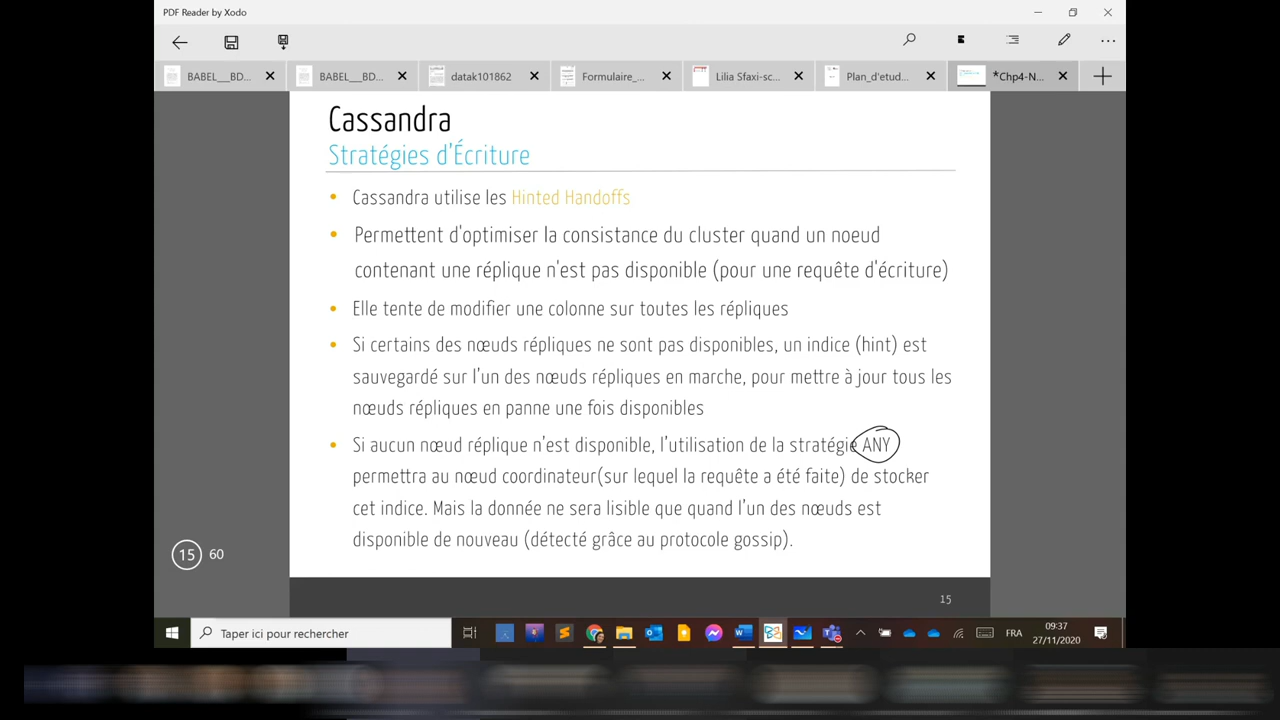 PDF Reader by Xodo
BABEL__BD... BABEL__BD... datak101862 Formulaire_... Lilia Sfaxi-sc... Plan_d'etud... *Chp4-N...
Cassandra
Stratégies d'Écriture
• Cassandra utilise les Hinted Handoffs
• Permettent d'optimiser la consistance du cluster quand un noeud
contenant une réplique n'est pas disponible (pour une requête d'écriture)
• Elle tente de modifier une colonne sur toutes les répliques
• Si certains des nœuds répliques ne sont pas disponibles, un indice (hint) est
sauvegardé sur l'un des nœuds répliques en marche, pour mettre à jour tous les
nœuds répliques en panne une fois disponibles
• Si aucun nœud réplique n'est disponible, l'utilisation de la stratégie ANY
permettra au nœud coordinateur(sur lequel la requête a été faite) de stocker
cet indice. Mais la donnée ne sera lisible que quand l'un des nœuds est
disponible de nouveau (détecté grâce au protocole gossip).
15 60
15
Taper ici pour rechercher
FRA
09:37
27/11/2020